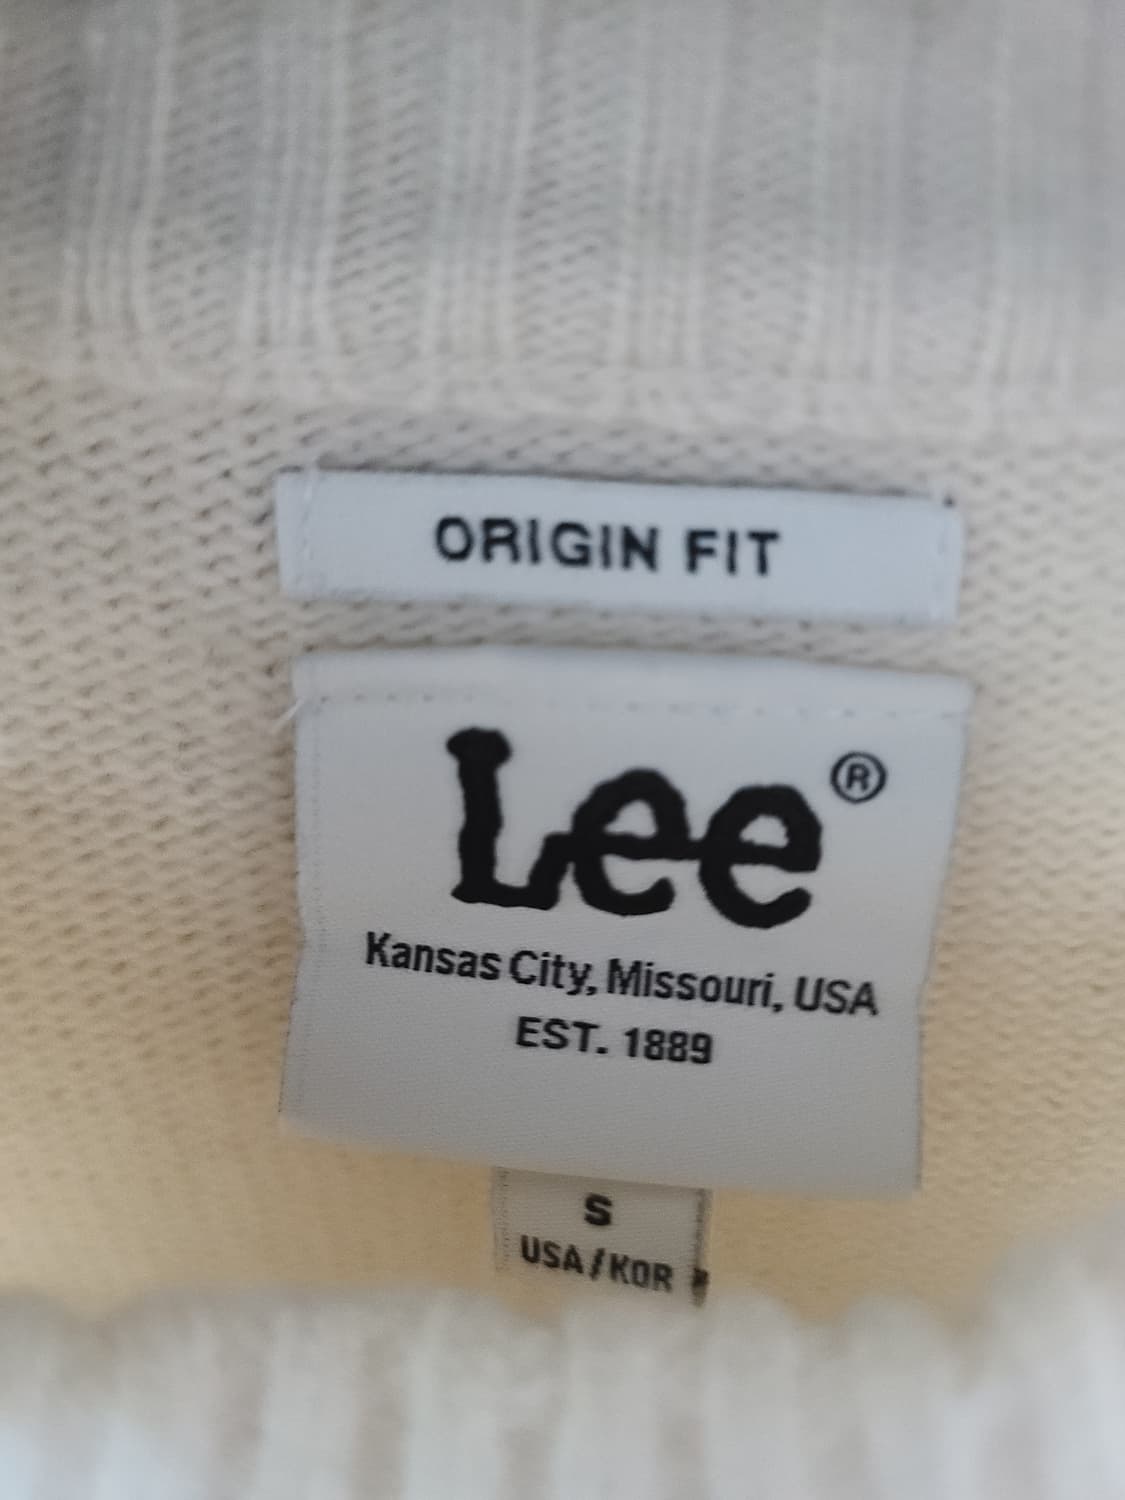 ORIGIN FIT
Lee®
Kansas City, Missouri, USA
EST. 1889
S
USA/KOR